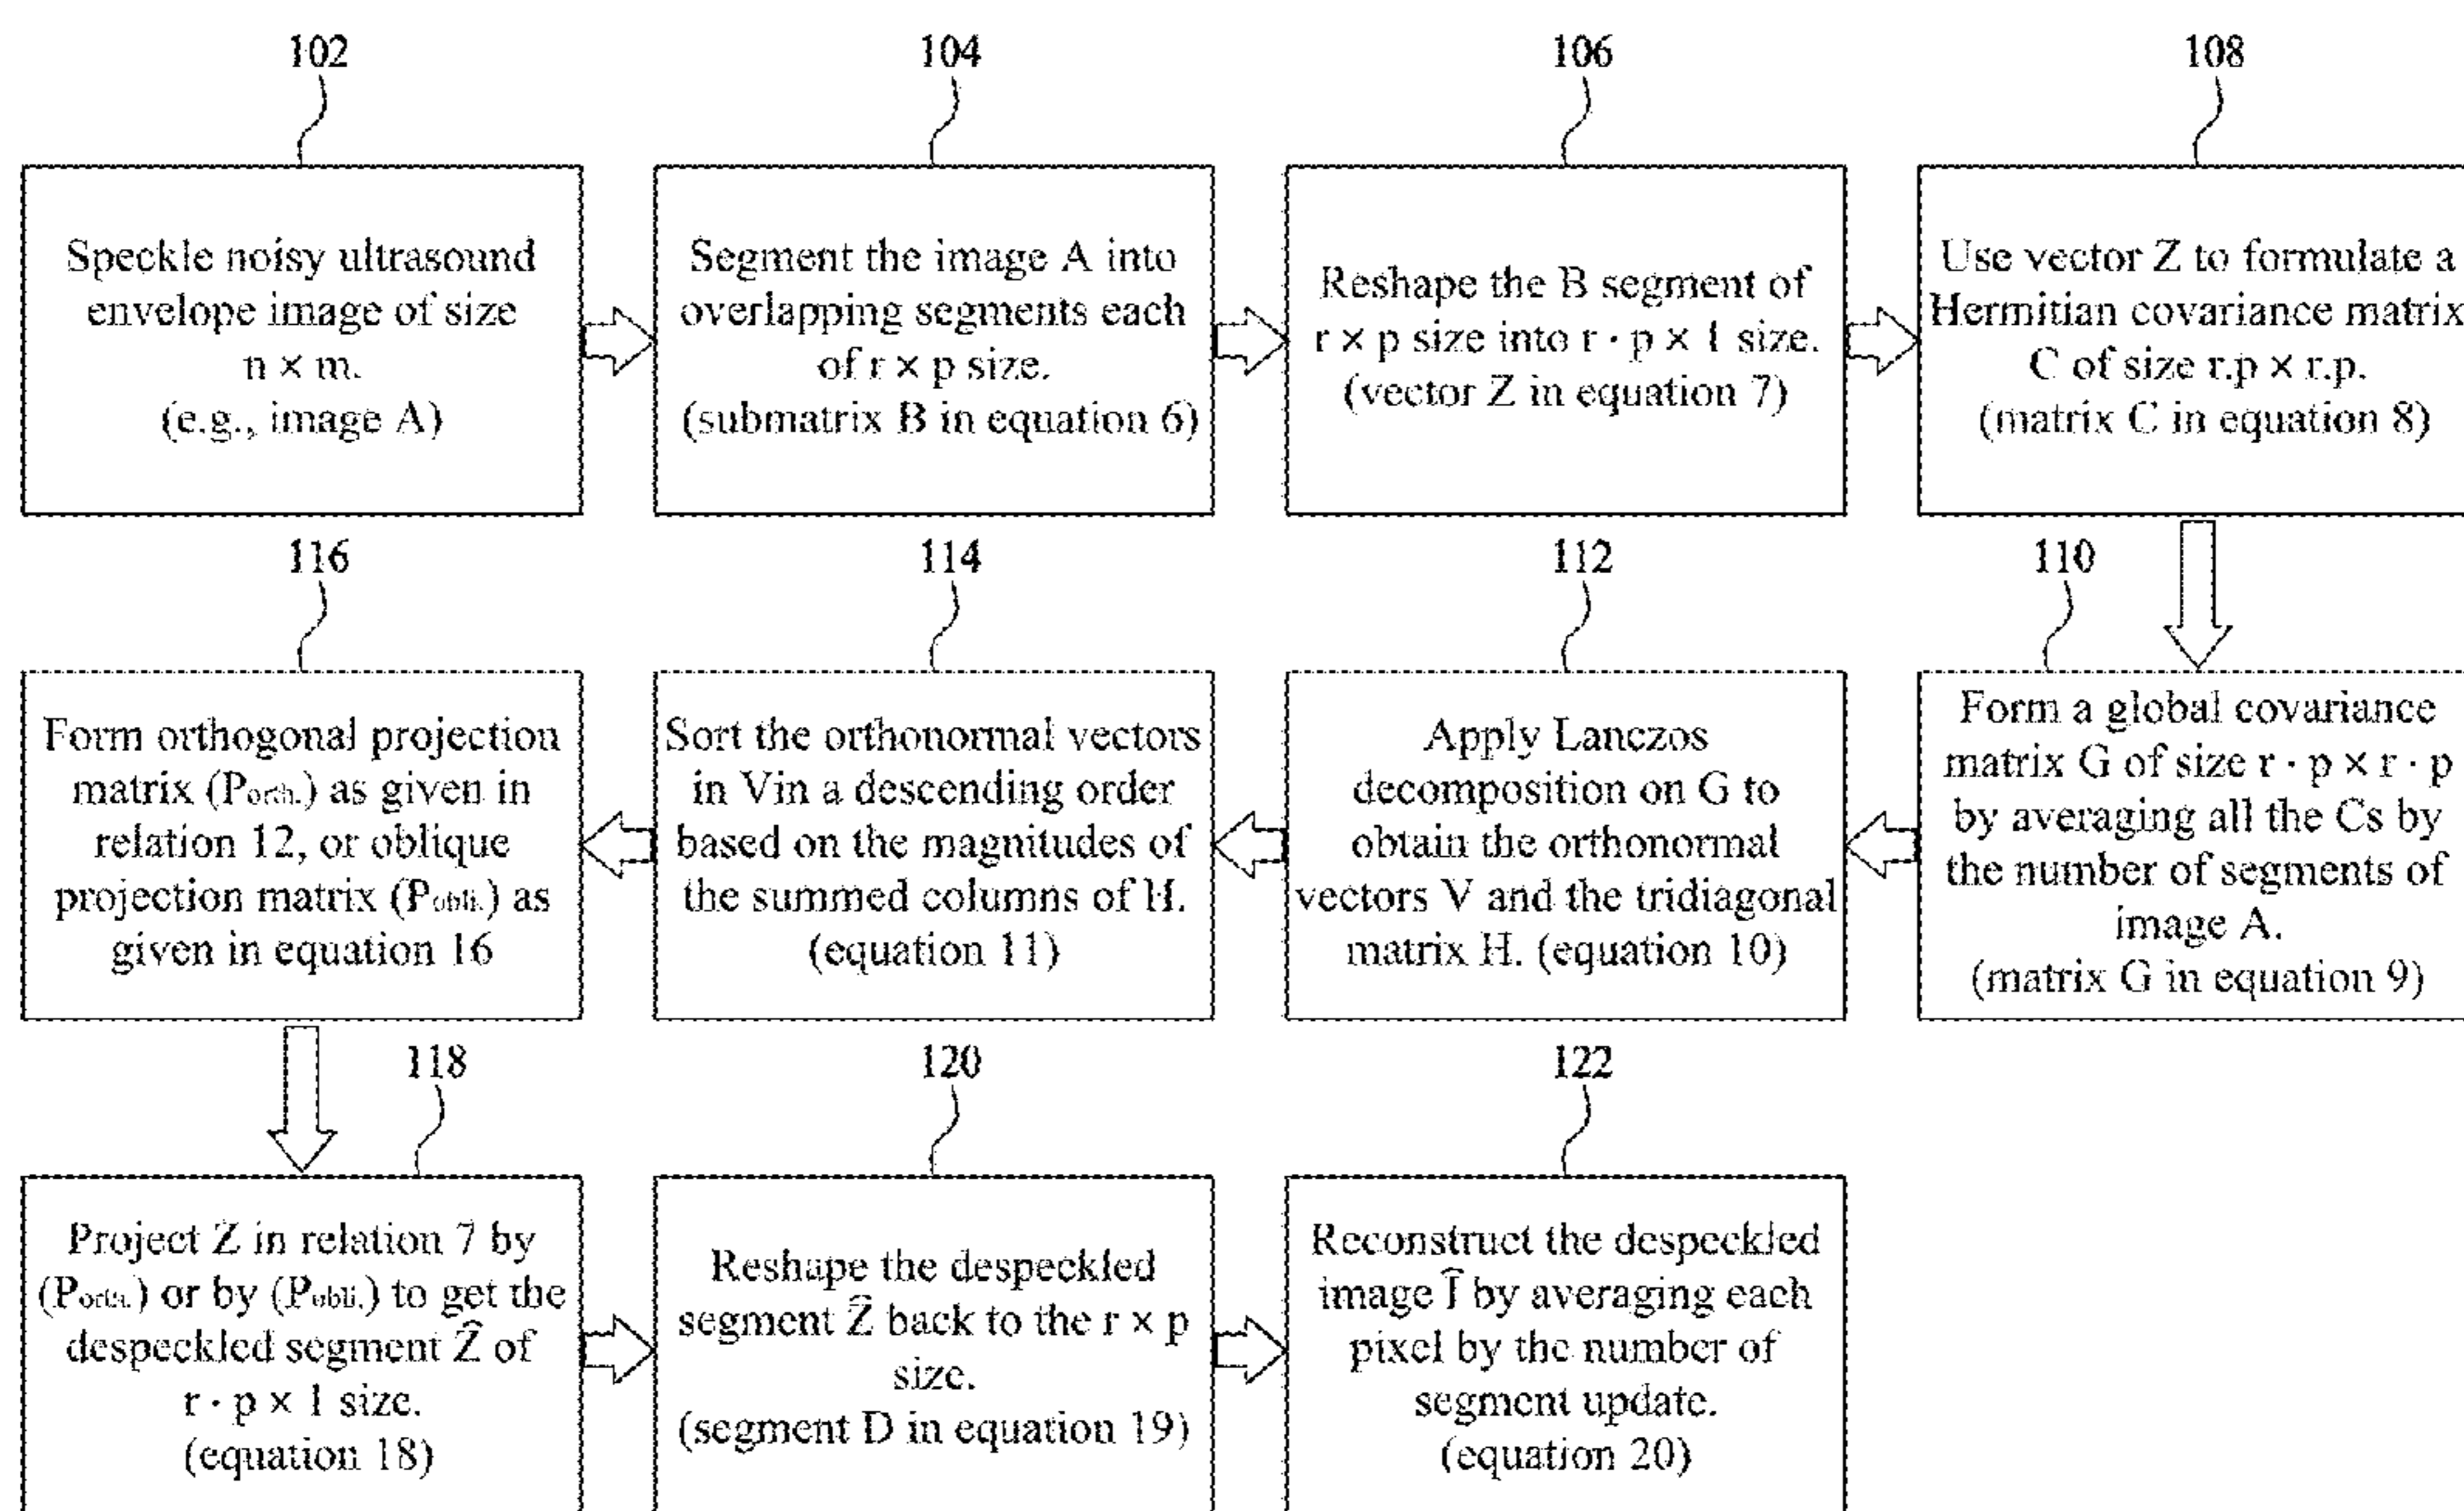 102
Speckle noisy ultrasound
envelope image of size
n × m.
(e.g., image A)
104
Segment the image A into
overlapping segments each
of r × p size.
(submatrix B in equation 6)
106
Reshape the B segment of
r × p size into r · p × 1 size.
(vector Z in equation 7)
108
Use vector Z to formulate a
Hermitian covariance matrix
C of size r.p × r.p.
(matrix C in equation 8)
110
Form a global covariance
matrix G of size r · p × r · p
by averaging all the Cs by
the number of segments of
image A.
(matrix G in equation 9)
112
Apply Lanczos
decomposition on G to
obtain the orthonormal
vectors V and the tridiagonal
matrix H. (equation 10)
114
Sort the orthonormal vectors
in Vin a descending order
based on the magnitudes of
the summed columns of H.
(equation 11)
116
Form orthogonal projection
matrix (Porth.) as given in
relation 12, or oblique
projection matrix (Pobli.) as
given in equation 16
118
Project Z in relation 7 by
(Porth.) or by (Pobli.) to get the
despeckled segment Ẑ of
r · p × 1 size.
(equation 18)
120
Reshape the despeckled
segment Ẑ back to the r × p
size.
(segment D in equation 19)
122
Reconstruct the despeckled
image Î by averaging each
pixel by the number of
segment update.
(equation 20)